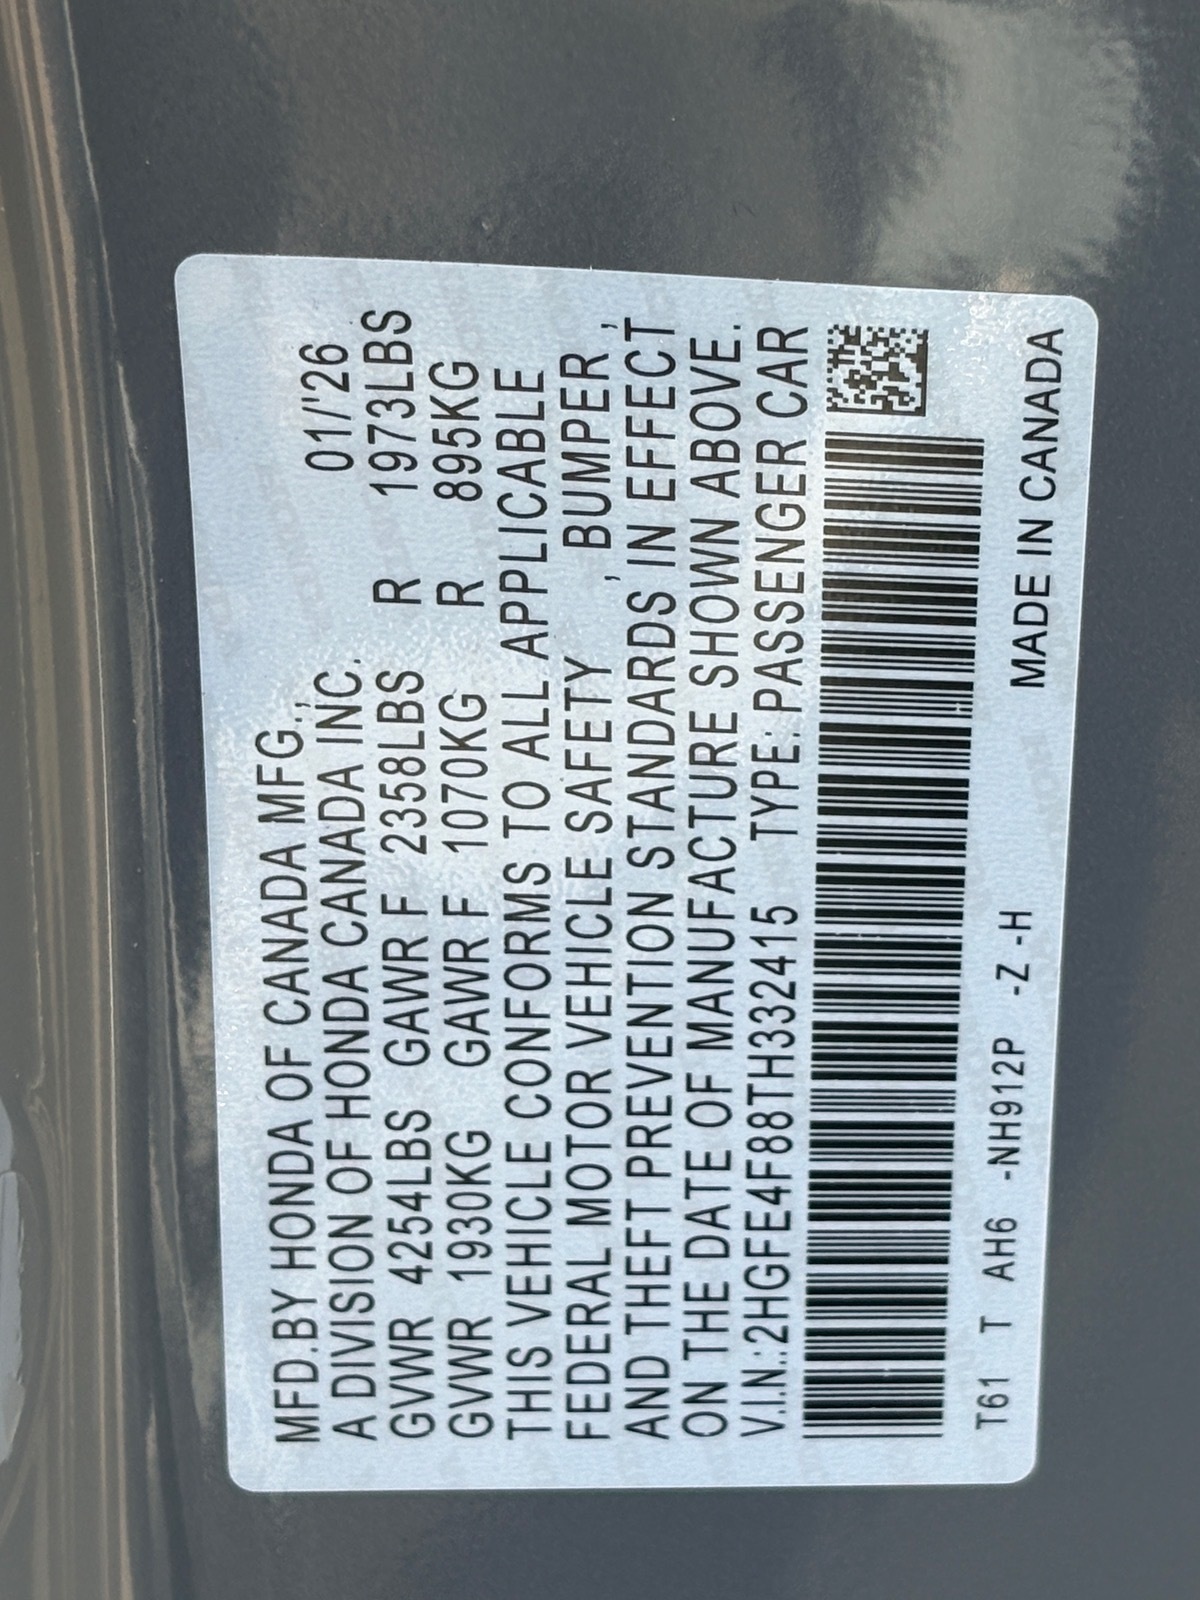 MFD.BY HONDA OF CANADA MFG.,
A DIVISION OF HONDA CANADA INC. 01/'26
GVWR 4254LBS GAWR F 2358LBS R 1973LBS
GVWR 1930KG GAWR F 1070KG R 895KG
THIS VEHICLE CONFORMS TO ALL APPLICABLE
FEDERAL MOTOR VEHICLE SAFETY , BUMPER ,
AND THEFT PREVENTION STANDARDS IN EFFECT
ON THE DATE OF MANUFACTURE SHOWN ABOVE.
V.I.N.:2HGFE4F88TH332415 TYPE:PASSENGER CAR
T61 T AH6 -NH912P -Z -H MADE IN CANADA